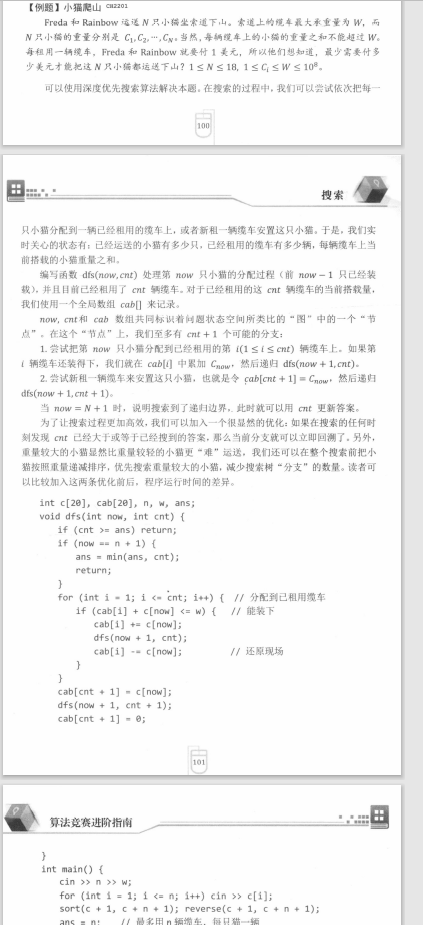 【例题】小猫爬山 CH2201
Freda 和 Rainbow 运送 N 只小猫坐索道下山。索道上的缆车最大承重量为 W，而
N 只小猫的重量分别是 C₁, C₂, ⋯, C_N。当然，每辆缆车上的小猫的重量之和不能超过 W。
每租用一辆缆车，Freda 和 Rainbow 就要付 1 美元，所以他们想知道，最少需要付多
少美元才能把这 N 只小猫都运送下山？1 ≤ N ≤ 18, 1 ≤ Cᵢ ≤ W ≤ 10⁸。
可以使用深度优先搜索算法解决本题。在搜索的过程中，我们可以尝试依次把每一
100
搜索
只小猫分配到一辆已经租用的缆车上，或者新租一辆缆车安置这只小猫。于是，我们实
时关心的状态有：已经运送的小猫有多少只，已经租用的缆车有多少辆，每辆缆车上当
前搭载的小猫重量之和。
编写函数 dfs(now, cnt) 处理第 now 只小猫的分配过程（前 now − 1 只已经装
载），并且目前已经租用了 cnt 辆缆车。对于已经租用的这 cnt 辆缆车的当前搭载量，
我们使用一个全局数组 cab[] 来记录。
now, cnt和 cab 数组共同标识着问题状态空间所类比的“图”中的一个“节
点”。在这个“节点”上，我们至多有 cnt + 1 个可能的分支：
1. 尝试把第 now 只小猫分配到已经租用的第 i(1 ≤ i ≤ cnt) 辆缆车上。如果第
i 辆缆车还装得下，我们就在 cab[i] 中累加 C_now，然后递归 dfs(now + 1, cnt)。
2. 尝试新租一辆缆车来安置这只小猫，也就是令 cab[cnt + 1] = C_now，然后递归
dfs(now + 1, cnt + 1)。
当 now = N + 1 时，说明搜索到了递归边界，此时就可以用 cnt 更新答案。
为了让搜索过程更加高效，我们可以加入一个很显然的优化：如果在搜索的任何时
刻发现 cnt 已经大于或等于已经搜到的答案，那么当前分支就可以立即回溯了。另外，
重量较大的小猫显然比重量较轻的小猫更“难”运送，我们还可以在整个搜索前把小
猫按照重量递减排序，优先搜索重量较大的小猫，减少搜索树“分支”的数量。读者可
以比较加入这两条优化前后，程序运行时间的差异。
int c[20], cab[20], n, w, ans;
void dfs(int now, int cnt) {
if (cnt >= ans) return;
if (now == n + 1) {
ans = min(ans, cnt);
return;
}
for (int i = 1; i <= cnt; i++) { // 分配到已租用缆车
if (cab[i] + c[now] <= w) { // 能装下
cab[i] += c[now];
dfs(now + 1, cnt);
cab[i] -= c[now]; // 还原现场
}
}
cab[cnt + 1] = c[now];
dfs(now + 1, cnt + 1);
cab[cnt + 1] = 0;
101
算法竞赛进阶指南
}
int main() {
cin >> n >> w;
for (int i = 1; i <= n; i++) cin >> c[i];
sort(c + 1, c + n + 1); reverse(c + 1, c + n + 1);
ans = n; // 最多用 n 辆缆车，每只猫一辆